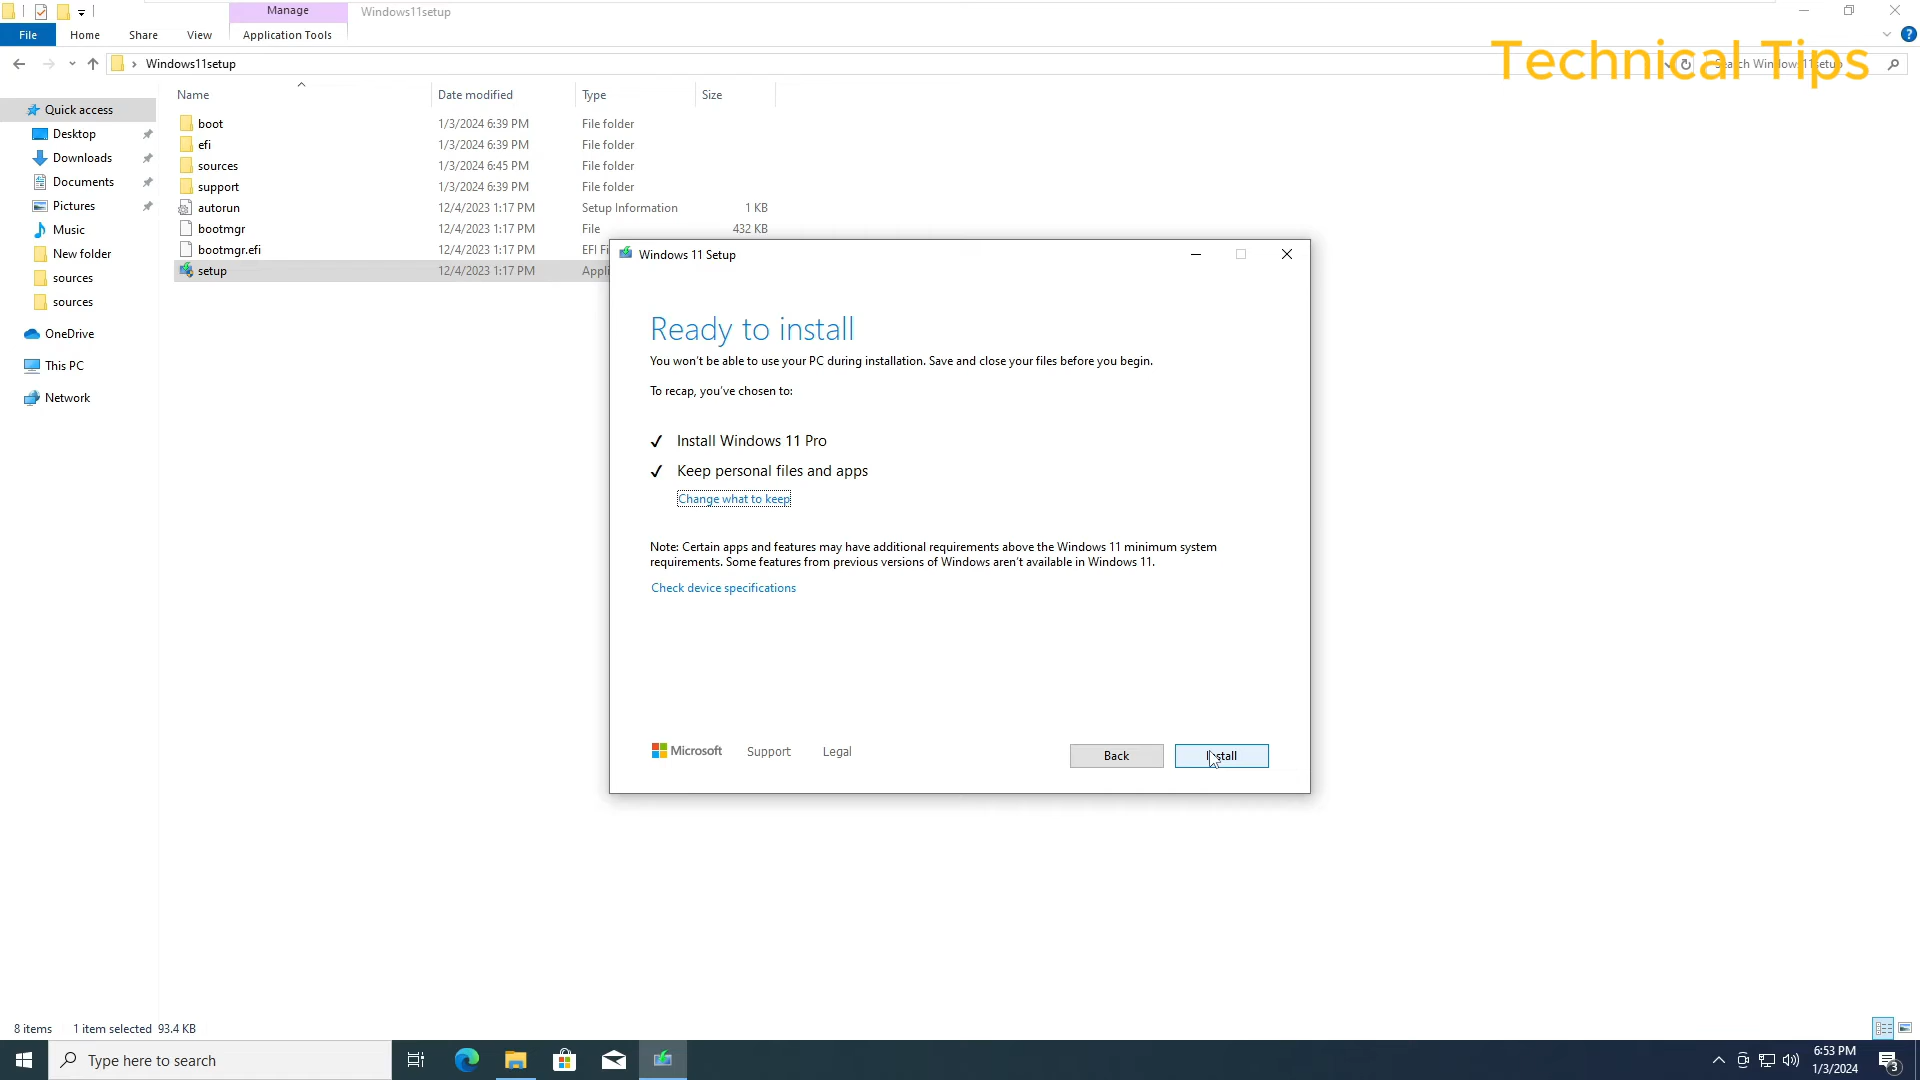 Manage
Windows11setup
File
Home
Share
View
Application Tools
Technical Tips
Windows11setup
Search Windows11setup
Name
Date modified
Type
Size
Quick access
Desktop
Downloads
Documents
Pictures
Music
New folder
sources
sources
OneDrive
This PC
Network
boot 1/3/2024 6:39 PM File folder
efi 1/3/2024 6:39 PM File folder
sources 1/3/2024 6:45 PM File folder
support 1/3/2024 6:39 PM File folder
autorun 12/4/2023 1:17 PM Setup Information 1 KB
bootmgr 12/4/2023 1:17 PM File 432 KB
bootmgr.efi 12/4/2023 1:17 PM EFI Fi
setup 12/4/2023 1:17 PM Appli
Windows 11 Setup
Ready to install
You won't be able to use your PC during installation. Save and close your files before you begin.
To recap, you've chosen to:
✓ Install Windows 11 Pro
✓ Keep personal files and apps
Change what to keep
Note: Certain apps and features may have additional requirements above the Windows 11 minimum system
requirements. Some features from previous versions of Windows aren't available in Windows 11.
Check device specifications
Microsoft
Support
Legal
Back
Install
8 items
1 item selected 93.4 KB
Type here to search
6:53 PM
1/3/2024
3